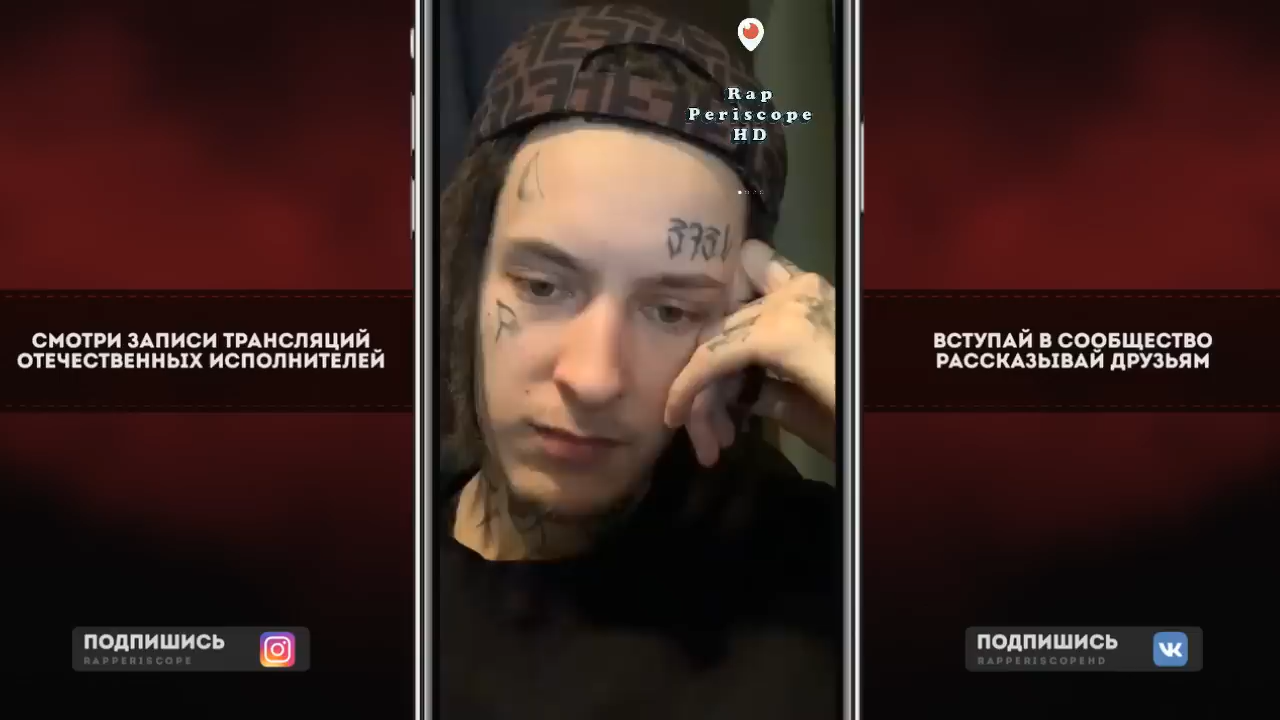 Rap
Periscope
HD
СМОТРИ ЗАПИСИ ТРАНСЛЯЦИЙ
ОТЕЧЕСТВЕННЫХ ИСПОЛНИТЕЛЕЙ
ВСТУПАЙ В СООБЩЕСТВО
РАССКАЗЫВАЙ ДРУЗЬЯМ
ПОДПИШИСЬ
RAPPERISCOPE
ПОДПИШИСЬ
RAPPERISCOPEHD